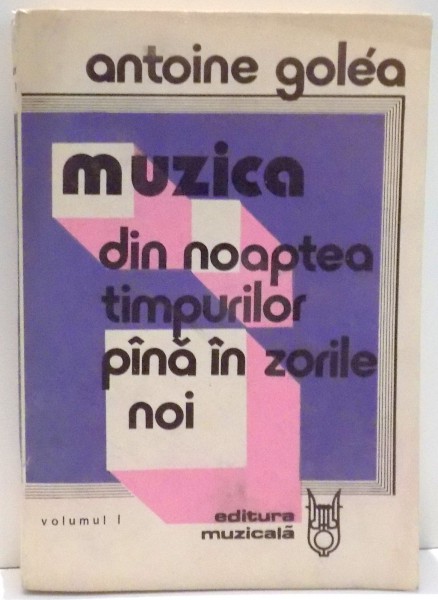 antoine goléa
muzica
din noaptea
timpurilor
pînă în zorile
noi
volumul I
editura
muzicală